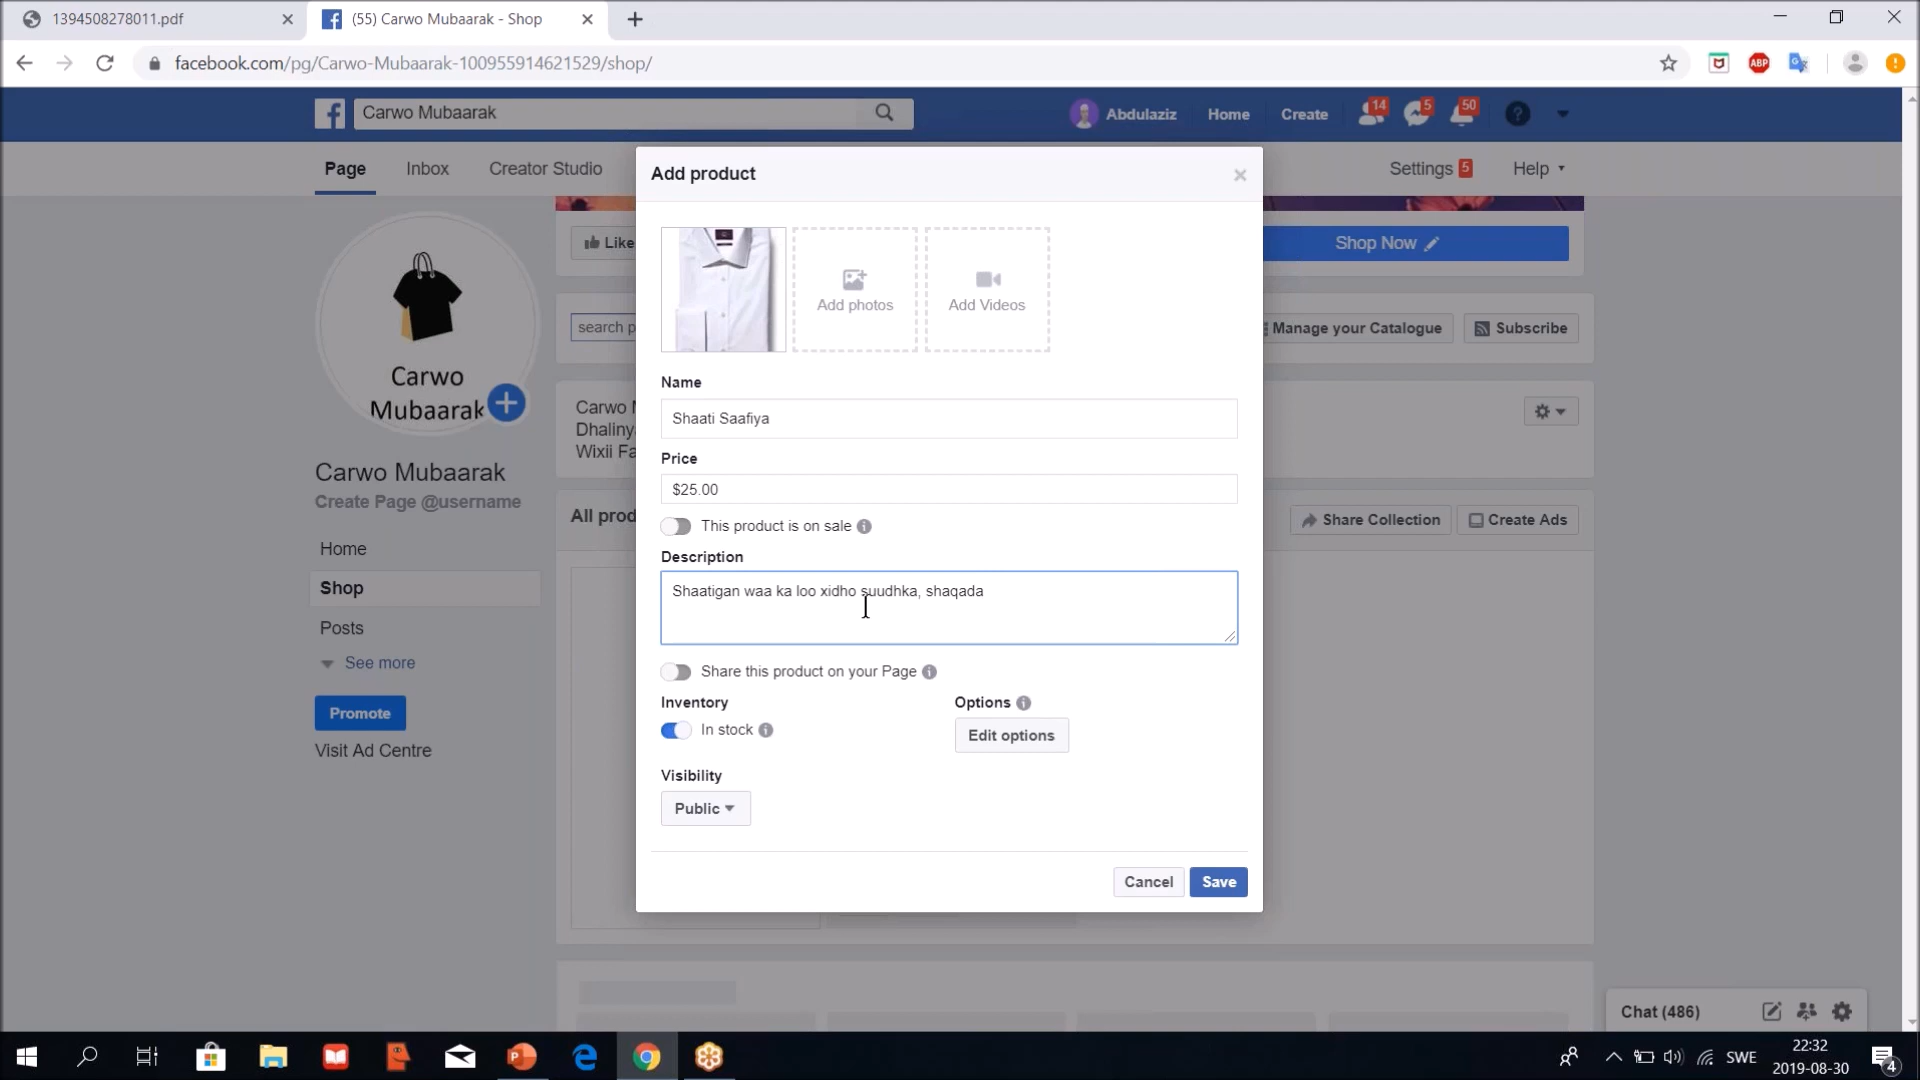 1394508278011.pdf
(55) Carwo Mubaarak - Shop
facebook.com/pg/Carwo-Mubaarak-100955914621529/shop/
ABP
Carwo Mubaarak
Abdulaziz
Home
Create
14
5
50
Page
Inbox
Creator Studio
Settings 5
Help
Add product
Like
Shop Now
Add photos
Add Videos
search p
Manage your Catalogue
Subscribe
Carwo
Mubaarak
Name
Shaati Saafiya
Carwo
Dhaliny
Wixii Fa
Price
$25.00
Carwo Mubaarak
Create Page @username
All prod
This product is on sale
Share Collection
Create Ads
Description
Shaatigan waa ka loo xidho suudhka, shaqada
Home
Shop
Posts
See more
Promote
Visit Ad Centre
Share this product on your Page
Inventory
Options
In stock
Edit options
Visibility
Public
Cancel
Save
Chat (486)
SWE
22:32
2019-08-30
4